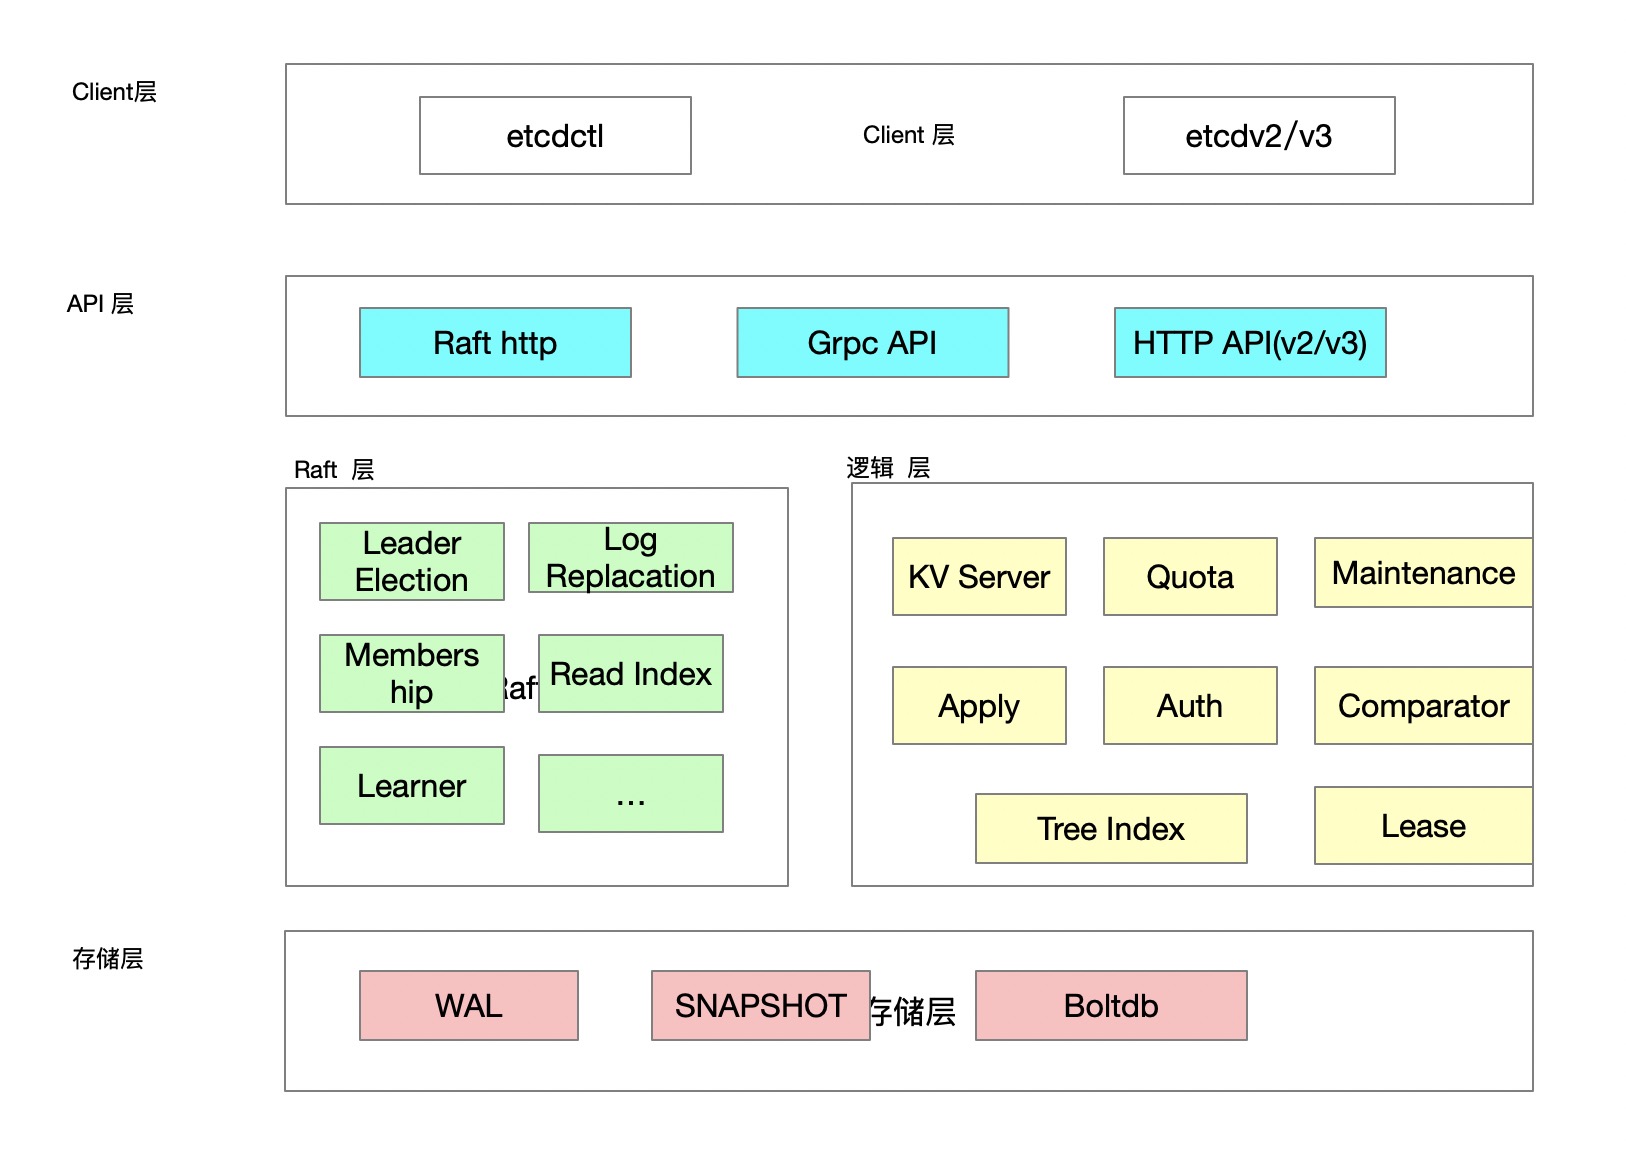 Client层
etcdctl
Client 层
etcdv2/v3
API 层
Raft http
Grpc API
HTTP API(v2/v3)
Raft 层
逻辑 层
Leader
Election
Log
Replacation
Members
hip
Read Index
Learner
...
KV Server
Quota
Maintenance
Apply
Auth
Comparator
Tree Index
Lease
存储层
WAL
SNAPSHOT
存储层
Boltdb